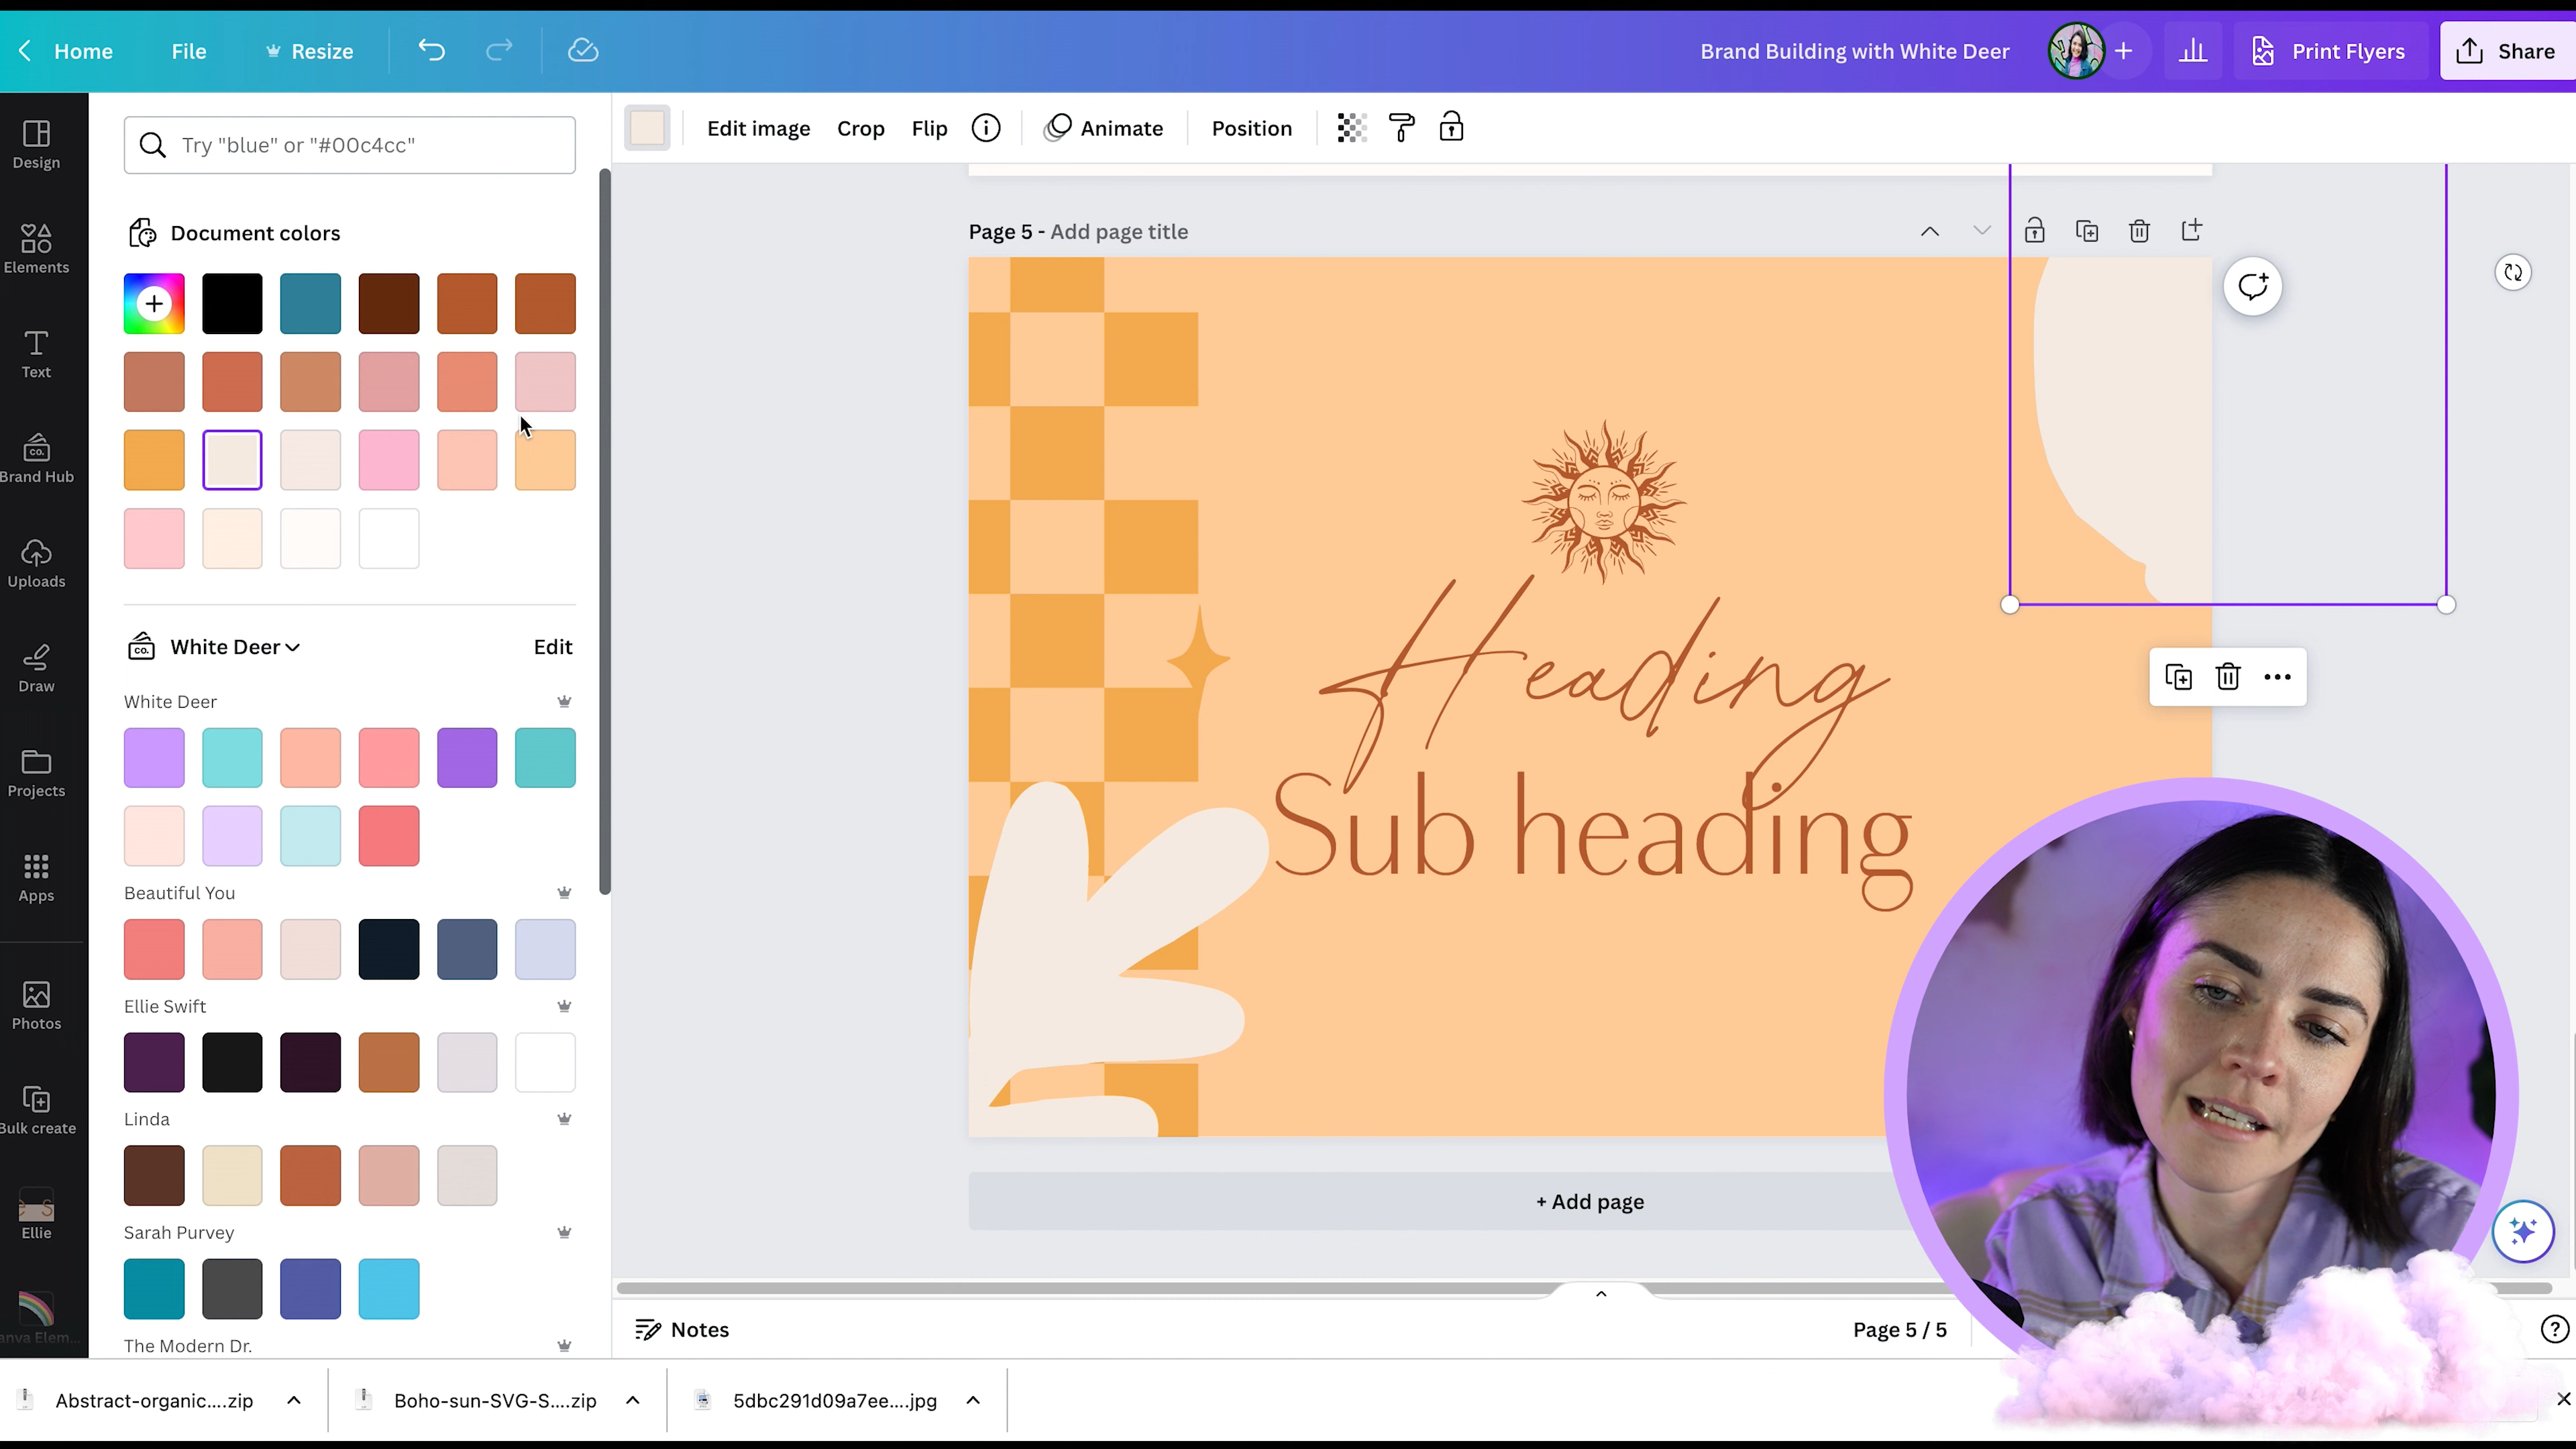 Home File Resize Brand Building with White Deer Print Flyers Share
Design
Elements
Text
Brand Hub
CO.
Uploads
Draw
Projects
Apps
Photos
Bulk create
Ellie
Try "blue" or "#00c4cc"
Document colors
CO. White Deer Edit
White Deer
Beautiful You
Ellie Swift
Linda
Sarah Purvey
The Modern Dr.
Edit image Crop Flip Animate Position
Page 5 - Add page title
Heading
Sub heading
+ Add page
Notes Page 5 / 5
Abstract-organic....zip Boho-sun-SVG-S....zip 5dbc291d09a7ee....jpg